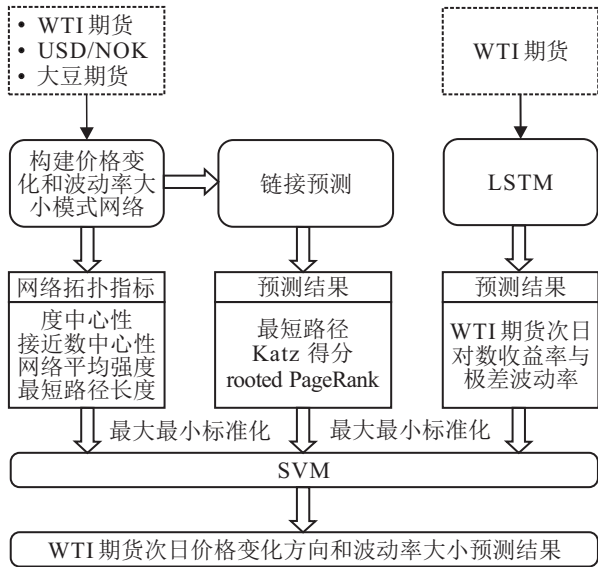 • WTI 期货
• USD/NOK
• 大豆期货
WTI 期货
构建价格变
化和波动率大
小模式网络
链接预测
LSTM
网络拓扑指标
度中心性
接近数中心性
网络平均强度
最短路径长度
预测结果
最短路径
Katz 得分
rooted PageRank
预测结果
WTI 期货次日
对数收益率与
极差波动率
最大最小标准化
最大最小标准化
SVM
WTI 期货次日价格变化方向和波动率大小预测结果